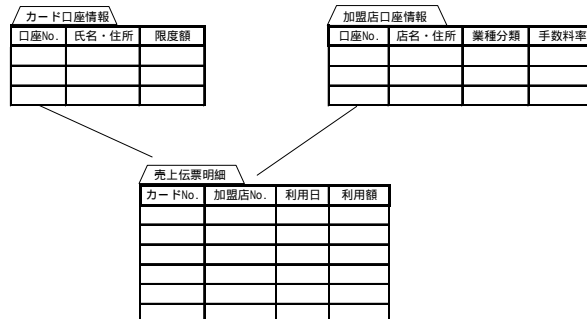 カード口座情報
口座No. 氏名・住所 限度額
加盟店口座情報
口座No. 店名・住所 業種分類 手数料率
売上伝票明細
カードNo. 加盟店No. 利用日 利用額